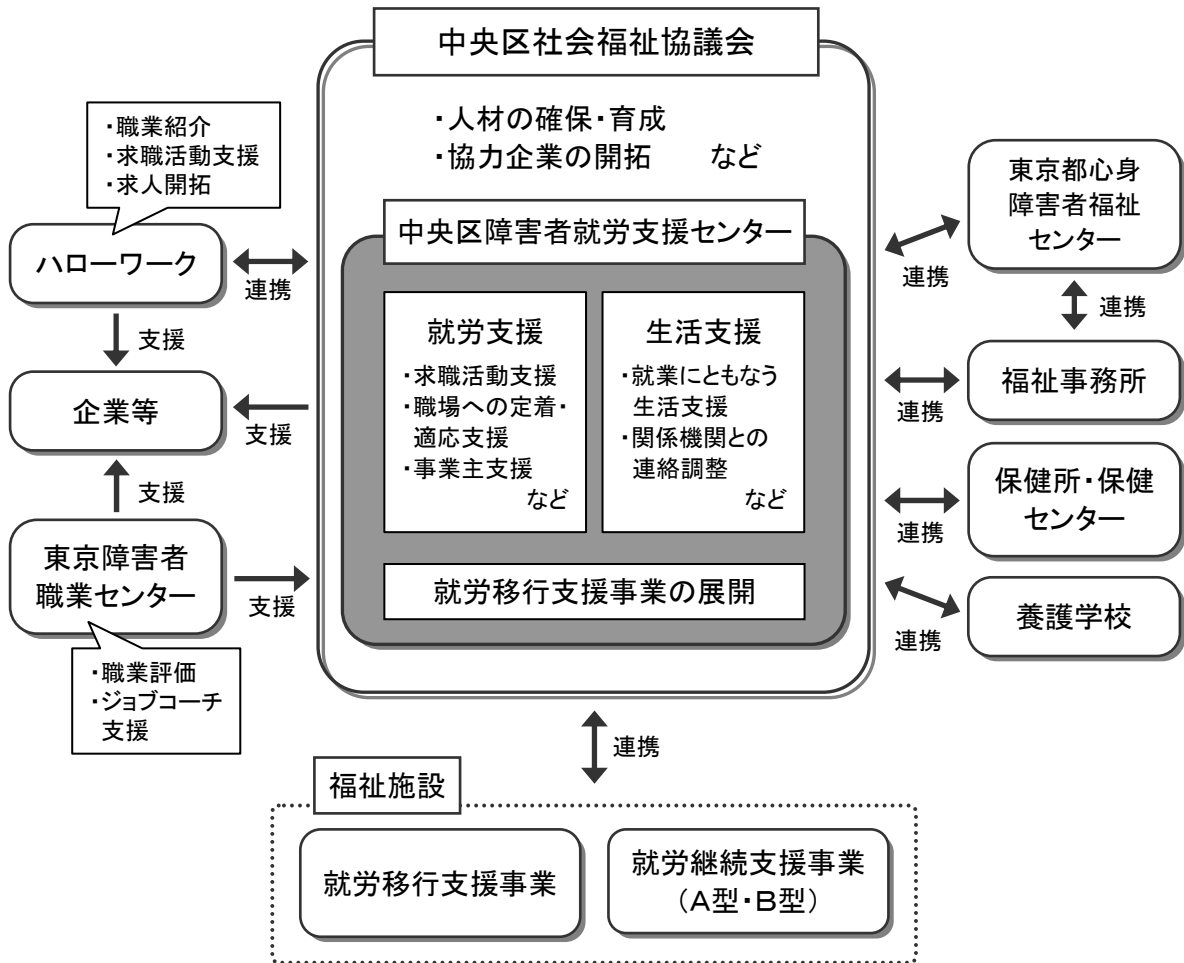 中央区社会福祉協議会
・人材の確保・育成
・協力企業の開拓 など
・職業紹介
・求職活動支援
・求人開拓
ハローワーク
連携
支援
企業等
支援
支援
東京障害者
職業センター
支援
・職業評価
・ジョブコーチ
支援
中央区障害者就労支援センター
就労支援
・求職活動支援
・職場への定着・
適応支援
・事業主支援
など
生活支援
・就業にともなう
生活支援
・関係機関との
連絡調整
など
就労移行支援事業の展開
東京都心身
障害者福祉
センター
連携
連携
福祉事務所
連携
保健所・保健
センター
連携
養護学校
連携
連携
福祉施設
就労移行支援事業
就労継続支援事業
（A型・B型）